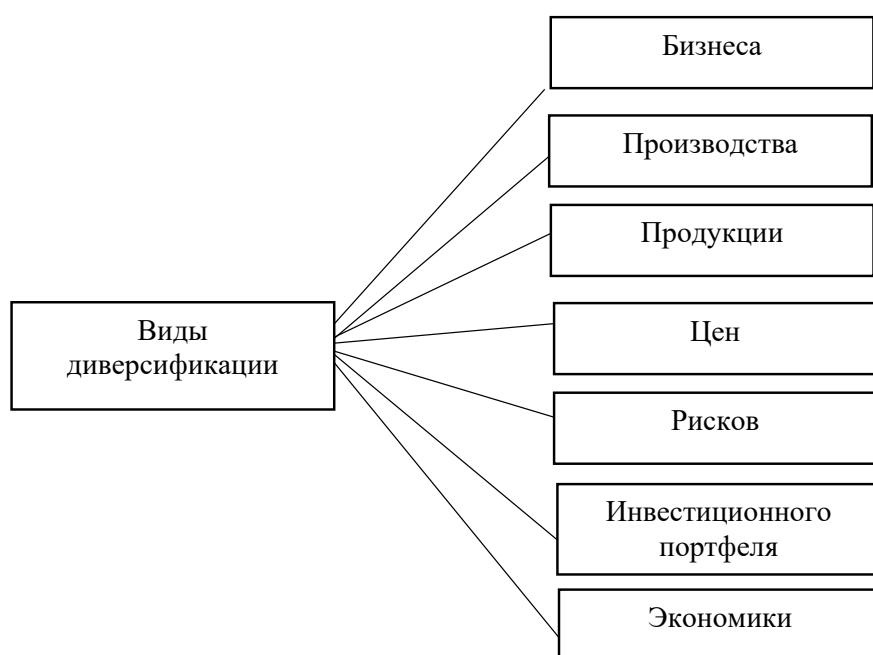 Бизнеса
Производства
Продукции
Виды
диверсификации
Цен
Рисков
Инвестиционного
портфеля
Экономики